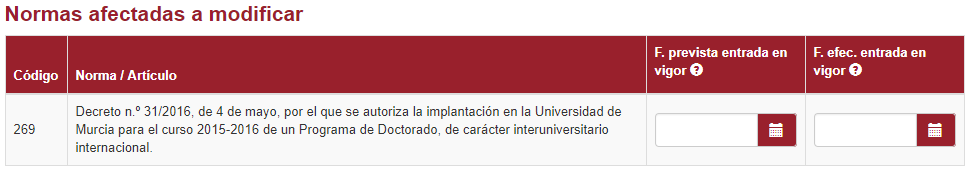 Normas afectadas a modificar
Código
Norma / Artículo
F. prevista entrada en
vigor ?
F. efec. entrada en
vigor ?
269
Decreto n.º 31/2016, de 4 de mayo, por el que se autoriza la implantación en la Universidad de
Murcia para el curso 2015-2016 de un Programa de Doctorado, de carácter interuniversitario
internacional.